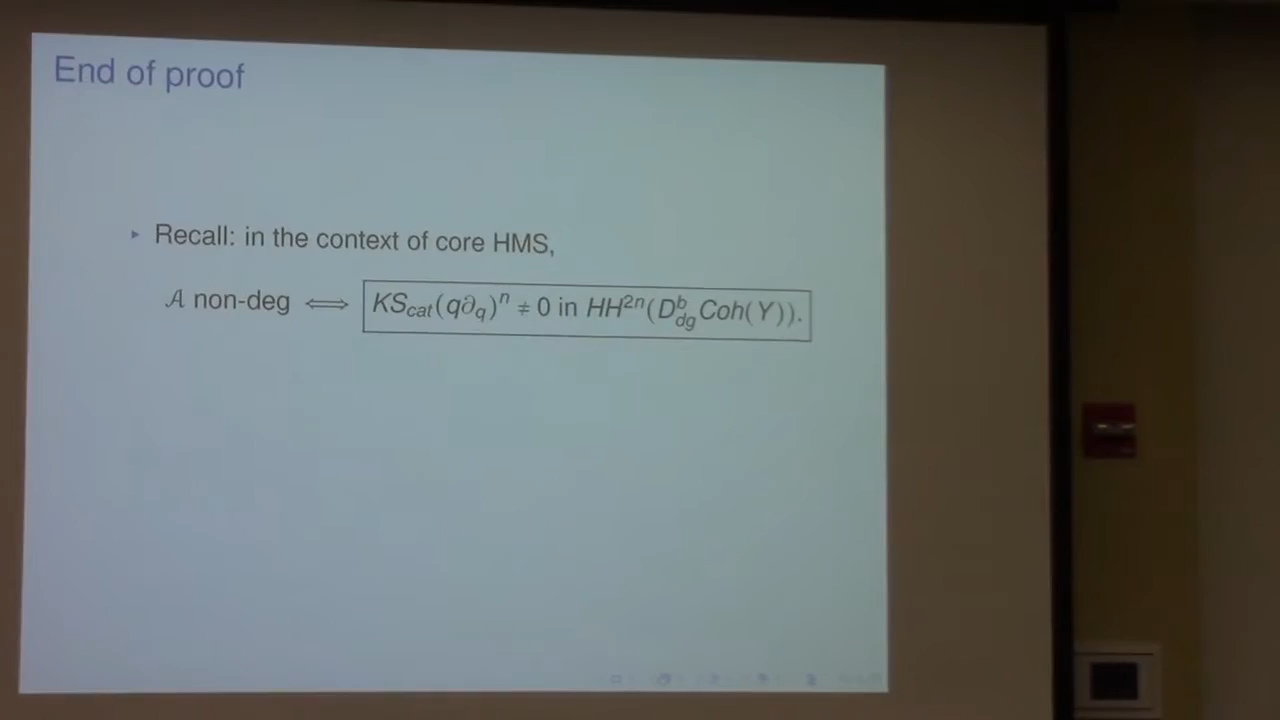 End of proof
▸ Recall: in the context of core HMS,
𝒜 non-deg ⟺ KS_cat(q∂_q)^n ≠ 0 in HH^{2n}(D^b_{dg}Coh(Y)).